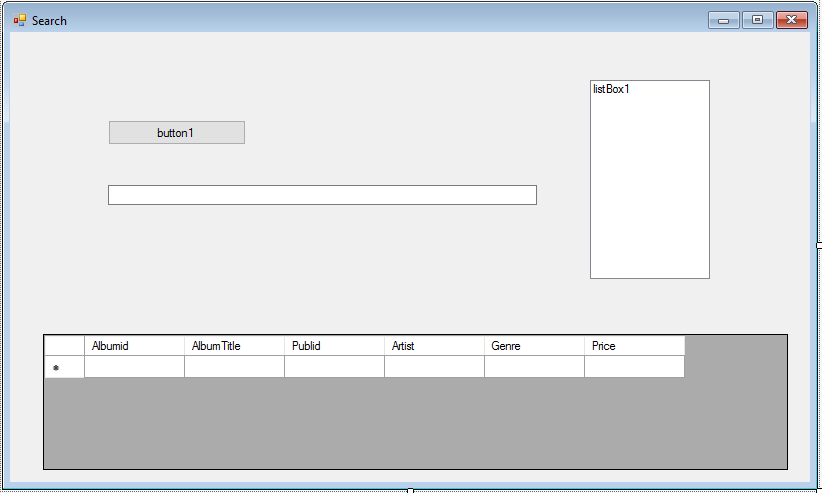 Search
listBox1
button1
Albumid AlbumTitle Publid Artist Genre Price